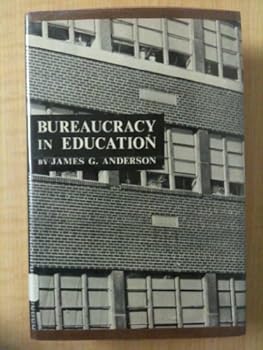 BUREAUCRACY
IN EDUCATION
BY JAMES G. ANDERSON